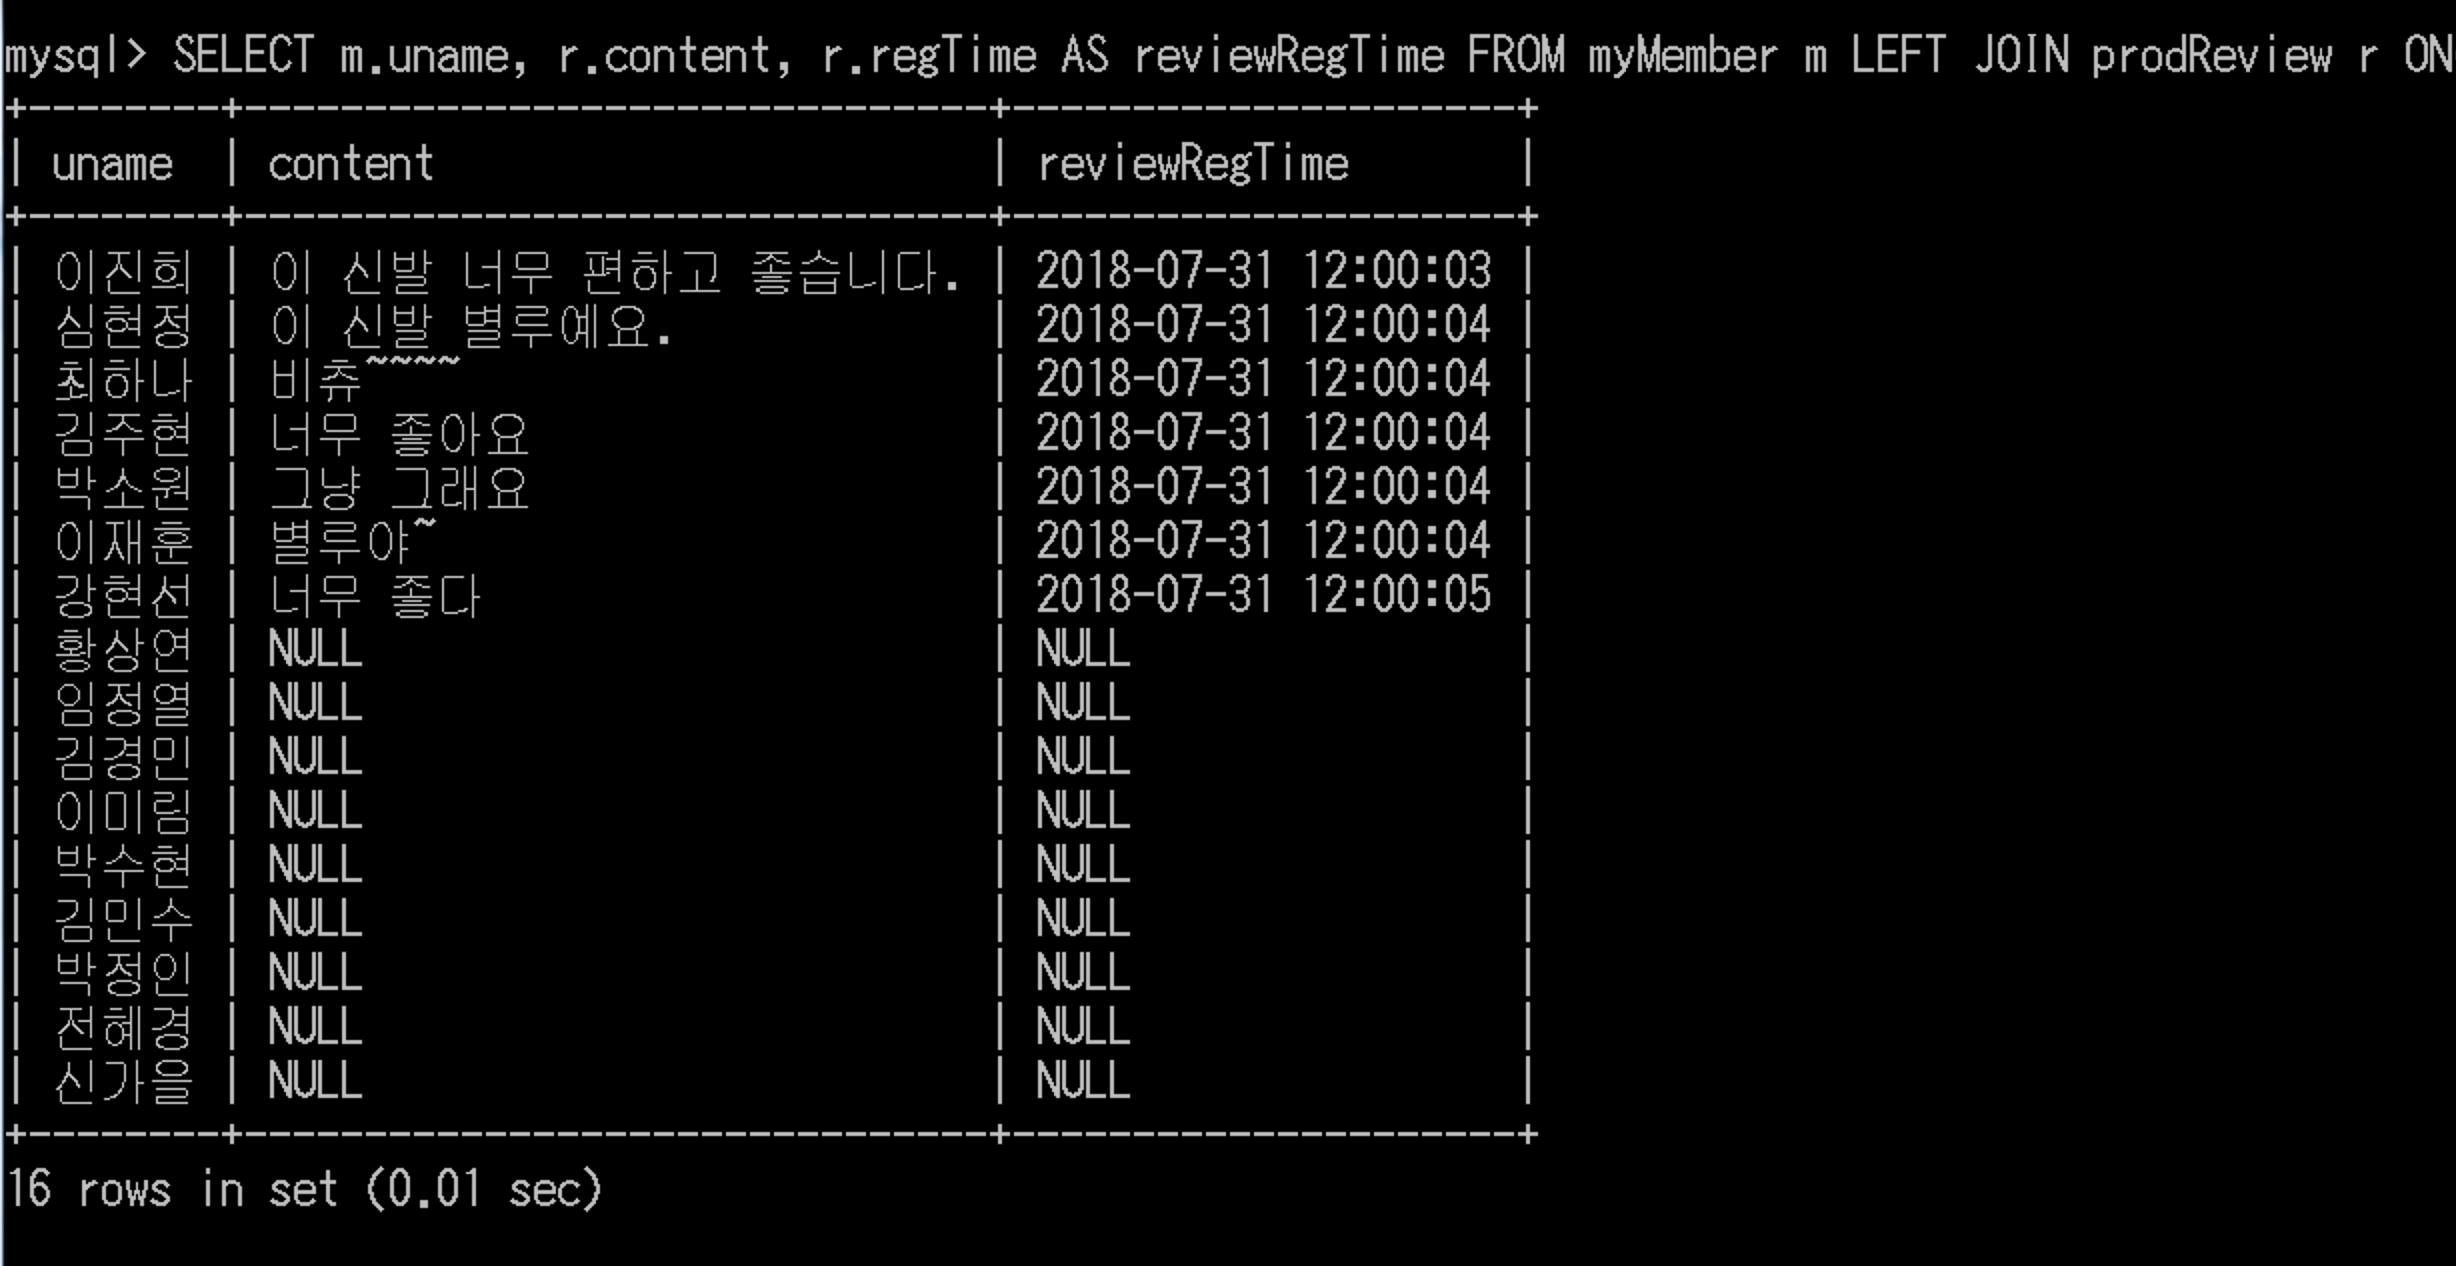 mysql> SELECT m.uname, r.content, r.regTime AS reviewRegTime FROM myMember m LEFT JOIN prodReview r ON
+---------+--------------------------------+----------------------+
| uname | content | reviewRegTime |
+---------+--------------------------------+----------------------+
| 이진희 | 이 신발 너무 편하고 좋습니다. | 2018-07-31 12:00:03 |
| 심현정 | 이 신발 별루예요. | 2018-07-31 12:00:04 |
| 최하나 | 비츄~~~~ | 2018-07-31 12:00:04 |
| 김주현 | 너무 좋아요 | 2018-07-31 12:00:04 |
| 박소원 | 그냥 그래요 | 2018-07-31 12:00:04 |
| 이재훈 | 별루야~ | 2018-07-31 12:00:04 |
| 강현선 | 너무 좋다 | 2018-07-31 12:00:05 |
| 황상연 | NULL | NULL |
| 임정열 | NULL | NULL |
| 김경민 | NULL | NULL |
| 이미림 | NULL | NULL |
| 박수현 | NULL | NULL |
| 김민수 | NULL | NULL |
| 박정인 | NULL | NULL |
| 전혜경 | NULL | NULL |
| 신가을 | NULL | NULL |
+---------+--------------------------------+----------------------+
16 rows in set (0.01 sec)